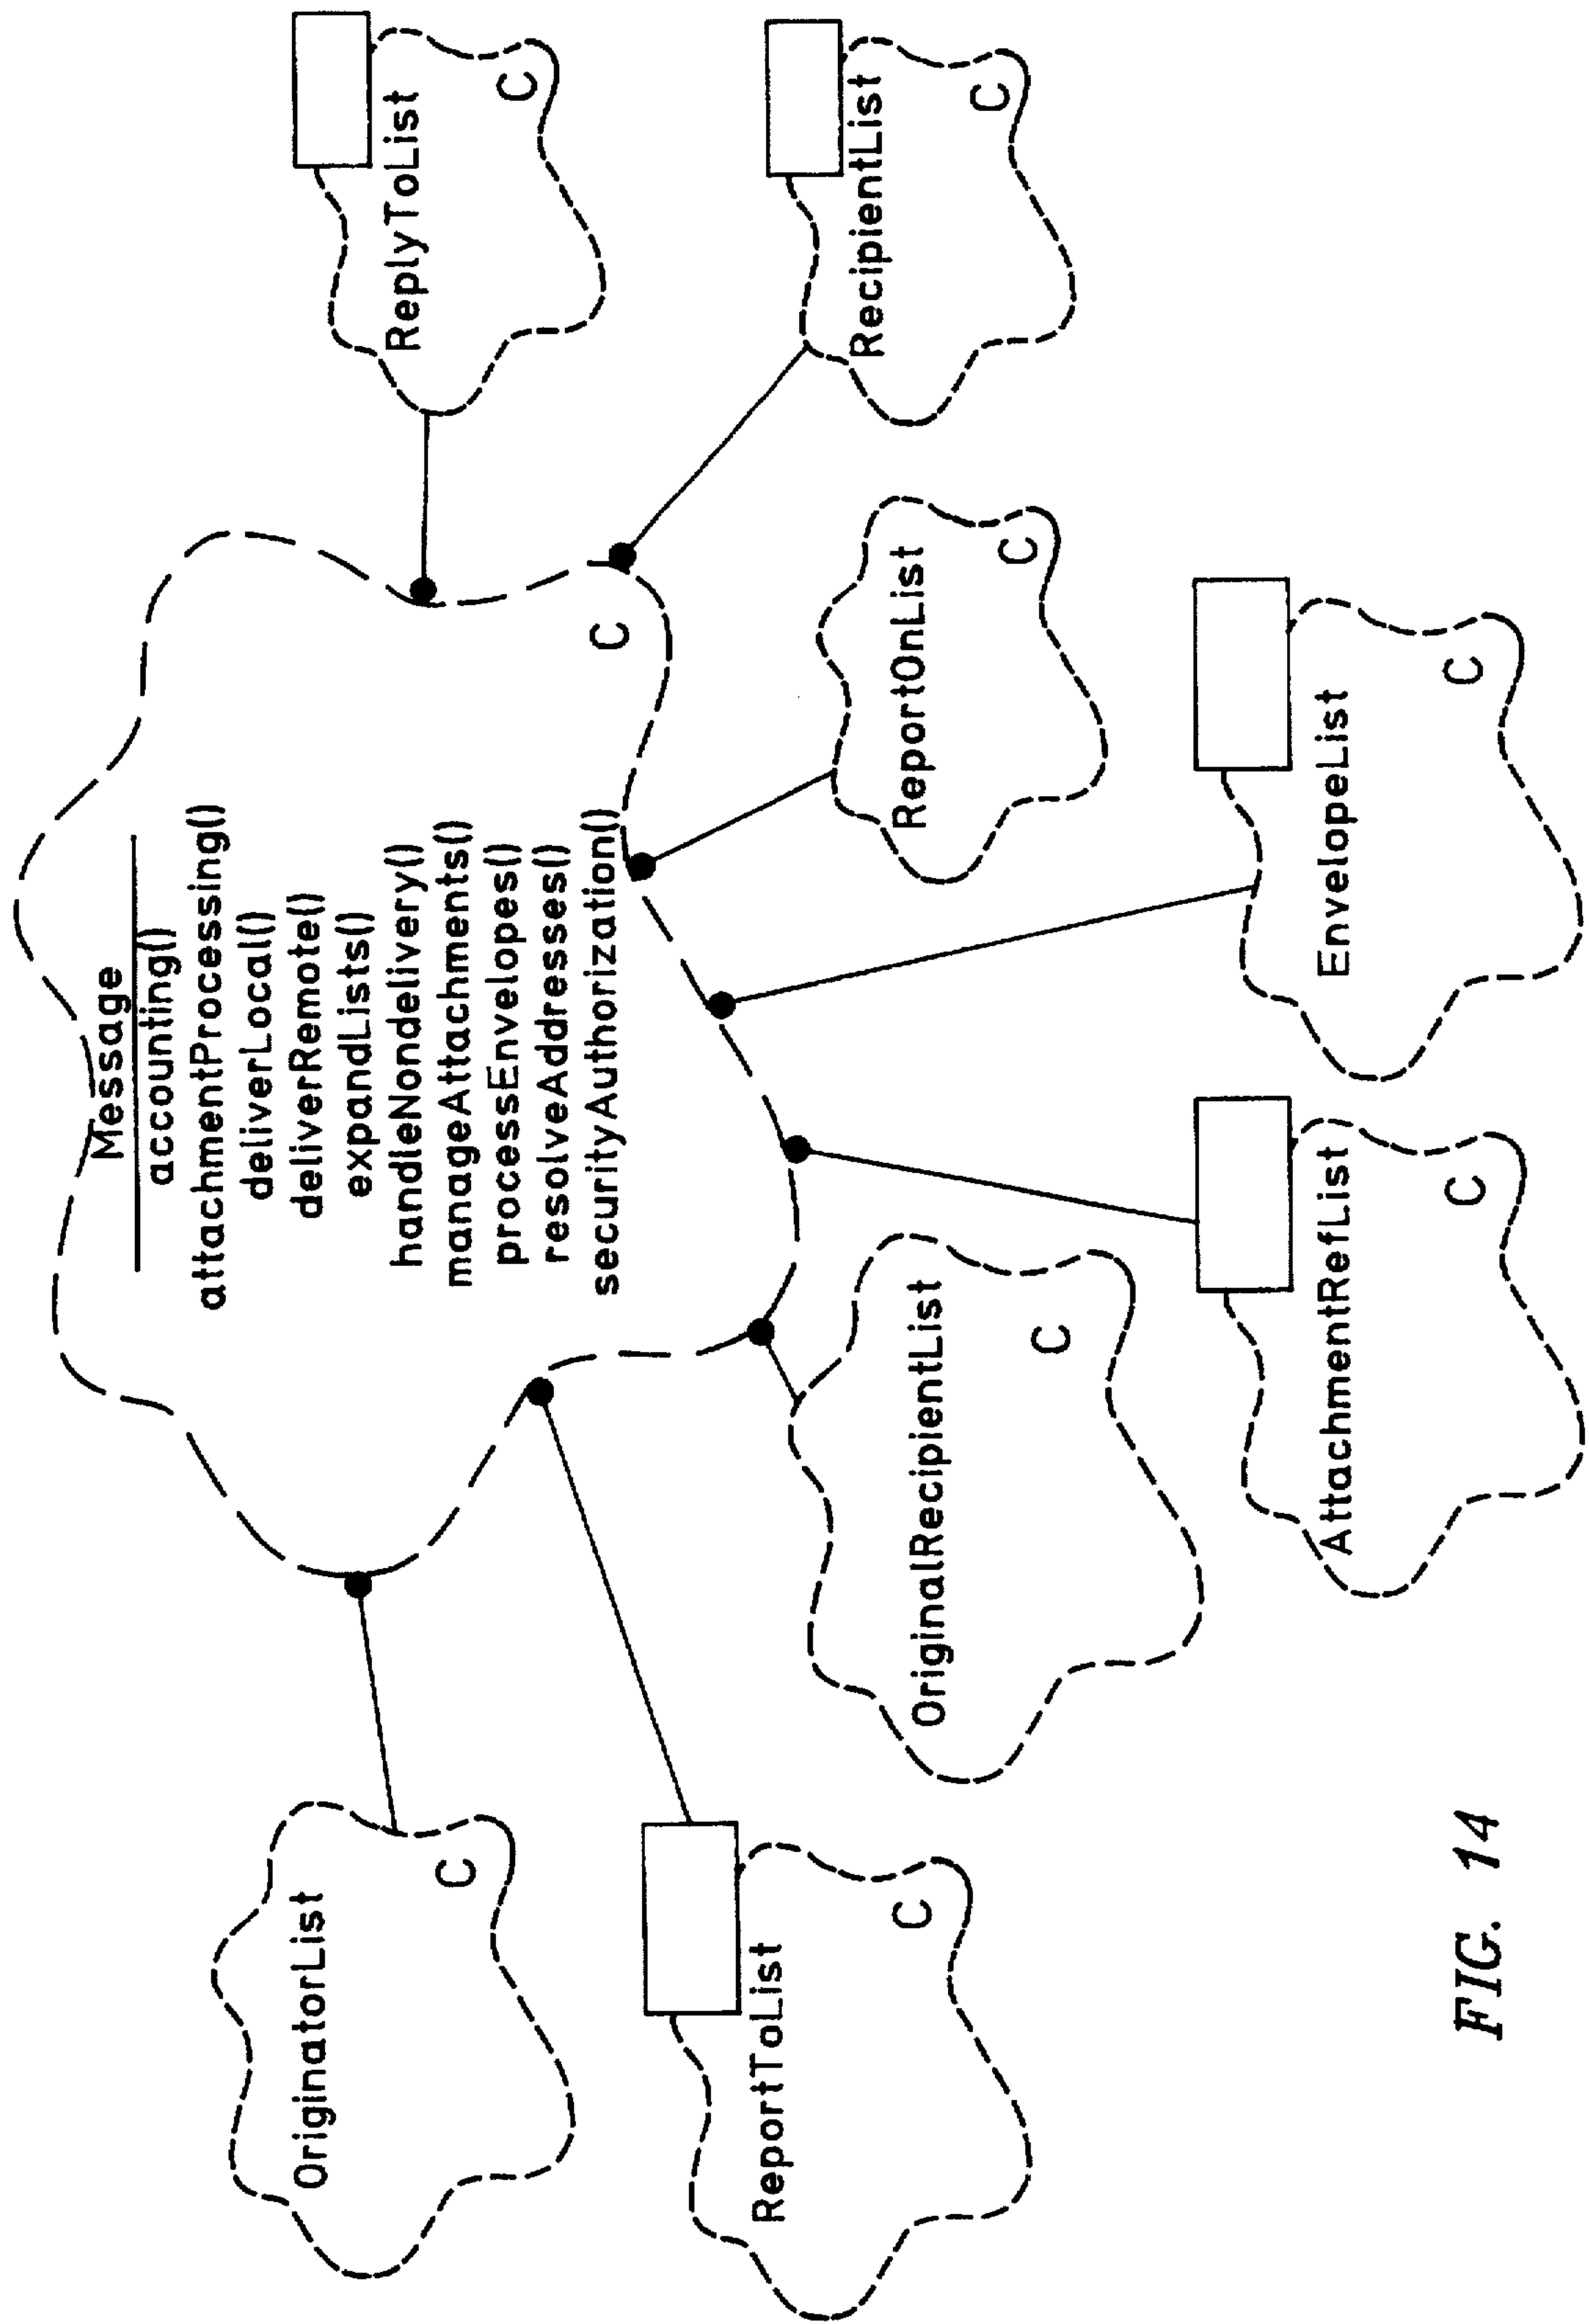 Message
accounting()
attachmentProcessing()
deliverLocal()
deliverRemote()
expandLists()
handleNondelivery()
manageAttachments()
processEnvelopes()
resolveAddresses()
securityAuthorization()
C
OriginatorList
C
ReplyToList
C
ReportToList
C
RecipientList
C
OriginalRecipientList
C
ReportOnList
C
AttachmentRefList
C
EnvelopeList
C
FIG. 14